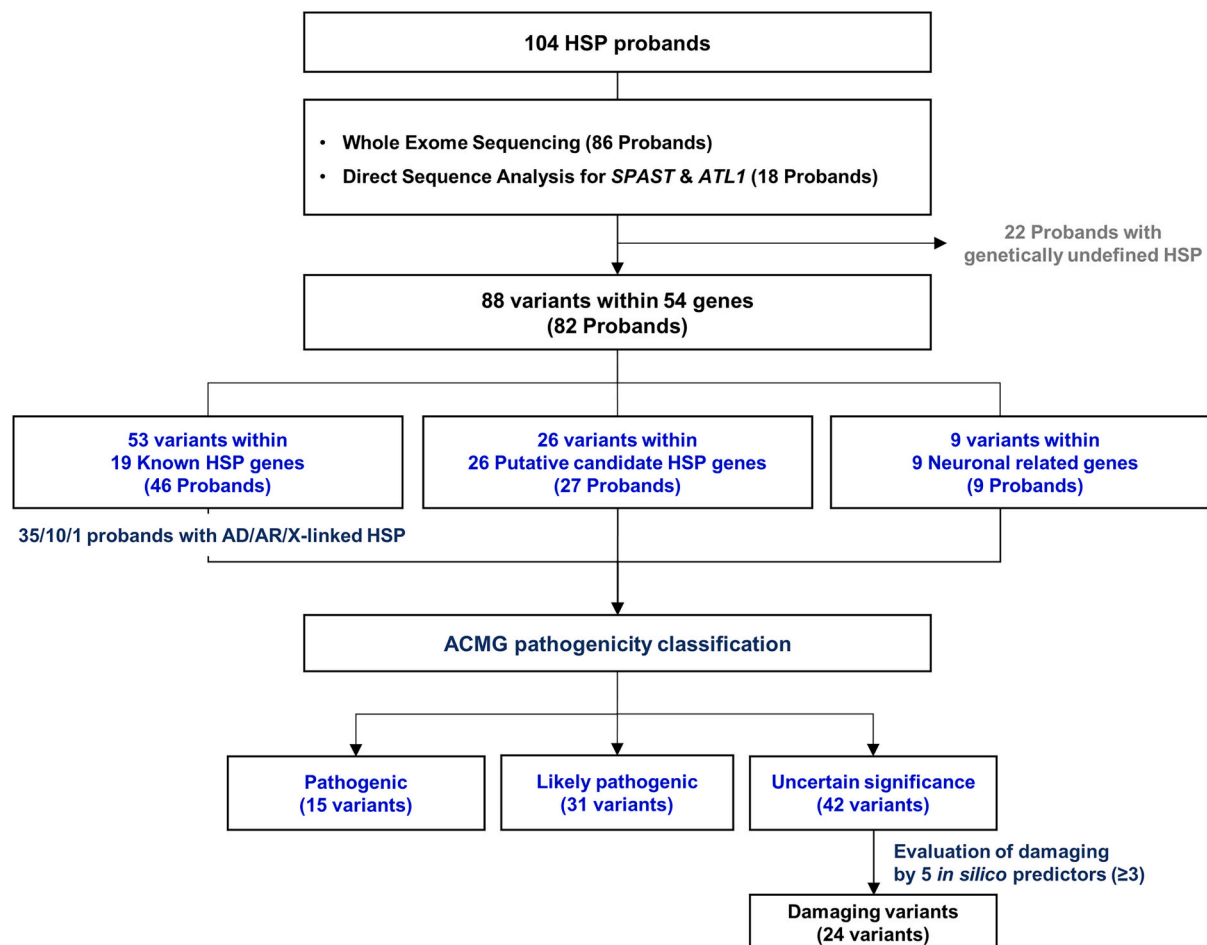 104 HSP probands
• Whole Exome Sequencing (86 Probands)
• Direct Sequence Analysis for SPAST & ATL1 (18 Probands)
22 Probands with
genetically undefined HSP
88 variants within 54 genes
(82 Probands)
53 variants within
19 Known HSP genes
(46 Probands)
26 variants within
26 Putative candidate HSP genes
(27 Probands)
9 variants within
9 Neuronal related genes
(9 Probands)
35/10/1 probands with AD/AR/X-linked HSP
ACMG pathogenicity classification
Pathogenic
(15 variants)
Likely pathogenic
(31 variants)
Uncertain significance
(42 variants)
Evaluation of damaging
by 5 in silico predictors (≥3)
Damaging variants
(24 variants)